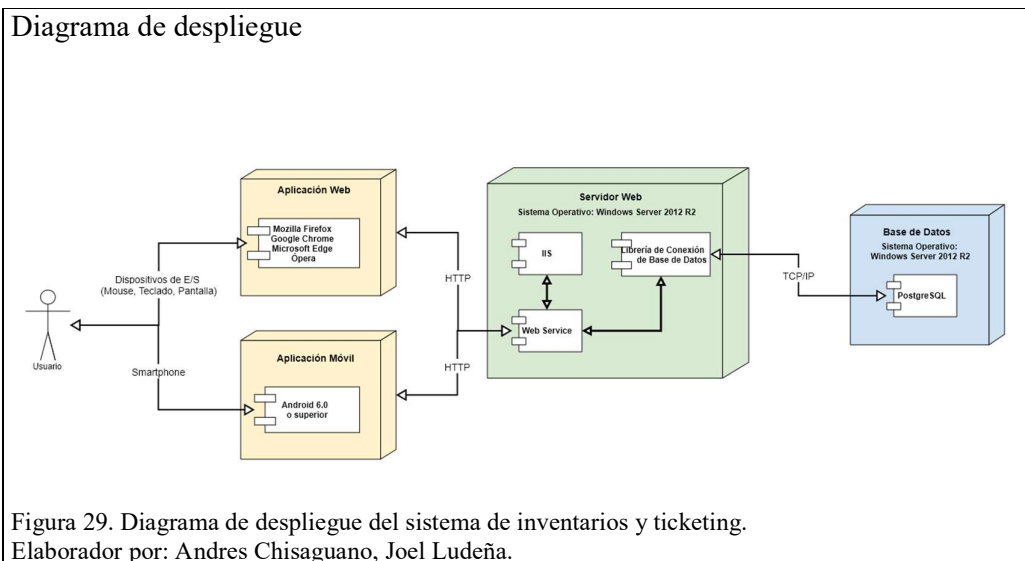 Diagrama de despliegue
Aplicación Web
Mozilla Firefox
Google Chrome
Microsoft Edge
Ópera
Dispositivos de E/S
(Mouse, Teclado, Pantalla)
Usuario
Smartphone
Aplicación Móvil
Android 6.0
o superior
HTTP
HTTP
Servidor Web
Sistema Operativo: Windows Server 2012 R2
IIS
Librería de Conexión
de Base de Datos
Web Service
TCP/IP
Base de Datos
Sistema Operativo:
Windows Server 2012 R2
PostgreSQL
Figura 29. Diagrama de despliegue del sistema de inventarios y ticketing.
Elaborador por: Andres Chisaguano, Joel Ludeña.